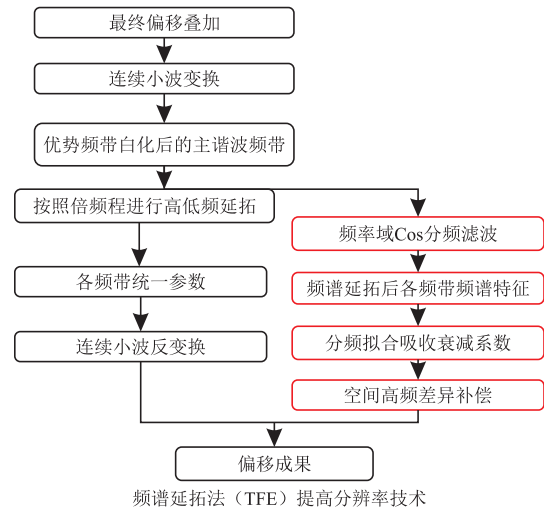 最终偏移叠加
连续小波变换
优势频带白化后的主谐波频带
按照倍频程进行高低频延拓
各频带统一参数
连续小波反变换
频率域Cos分频滤波
频谱延拓后各频带频谱特征
分频拟合吸收衰减系数
空间高频差异补偿
偏移成果
频谱延拓法（TFE）提高分辨率技术